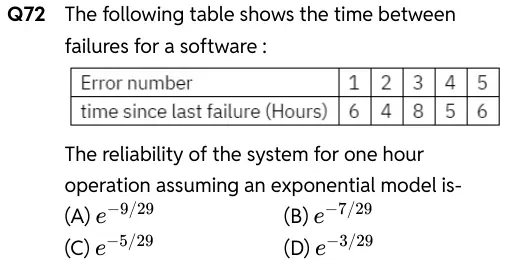 Q72 The following table shows the time between
failures for a software :
Error number 1 2 3 4 5
time since last failure (Hours) 6 4 8 5 6
The reliability of the system for one hour
operation assuming an exponential model is-
(A) e^{-9/29} (B) e^{-7/29}
(C) e^{-5/29} (D) e^{-3/29}